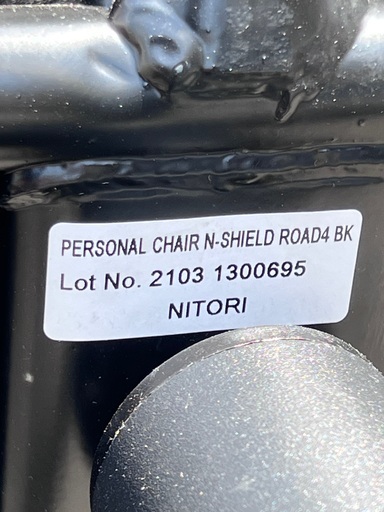 PERSONAL CHAIR N-SHIELD ROAD4 BK
Lot No. 2103 1300695
NITORI